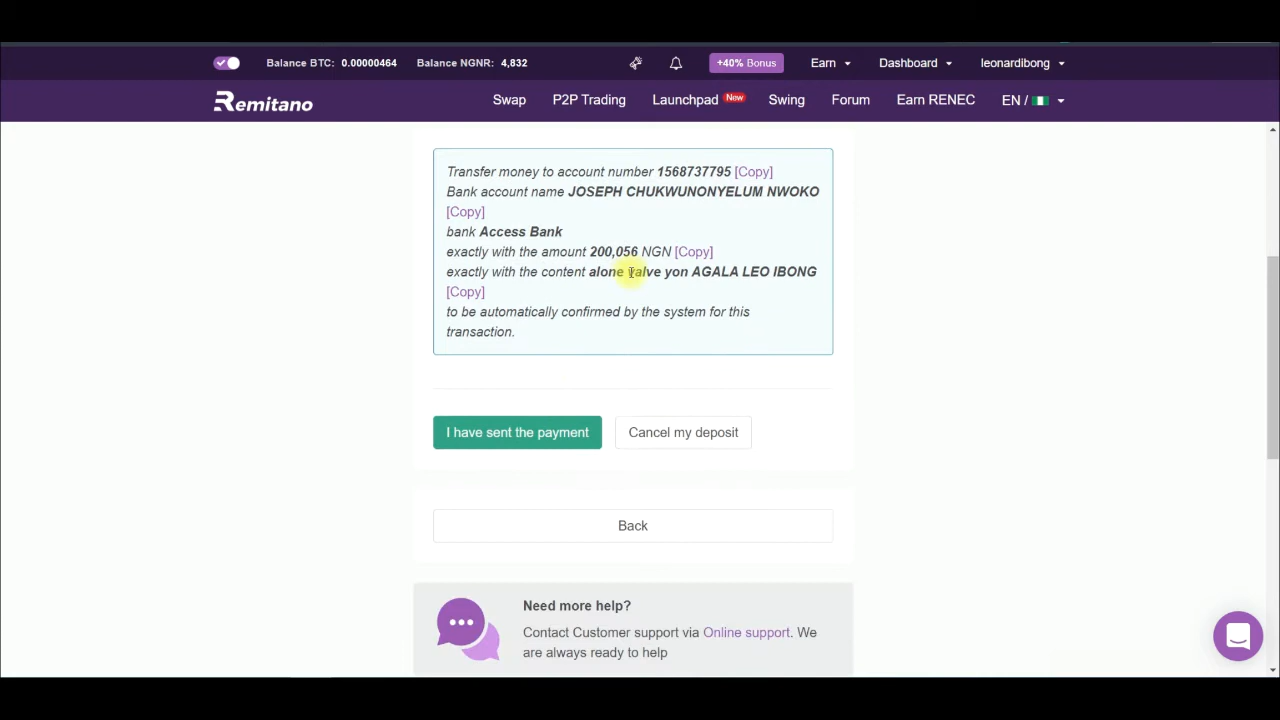 Balance BTC: 0.00000464 Balance NGNR: 4,832 +40% Bonus Earn Dashboard leonardibong
Remitano Swap P2P Trading Launchpad New Swing Forum Earn RENEC EN /
Transfer money to account number 1568737795 [Copy]
Bank account name JOSEPH CHUKWUNONYELUM NWOKO
[Copy]
bank Access Bank
exactly with the amount 200,056 NGN [Copy]
exactly with the content alone valve yon AGALA LEO IBONG
[Copy]
to be automatically confirmed by the system for this
transaction.
I have sent the payment Cancel my deposit
Back
Need more help?
Contact Customer support via Online support. We
are always ready to help